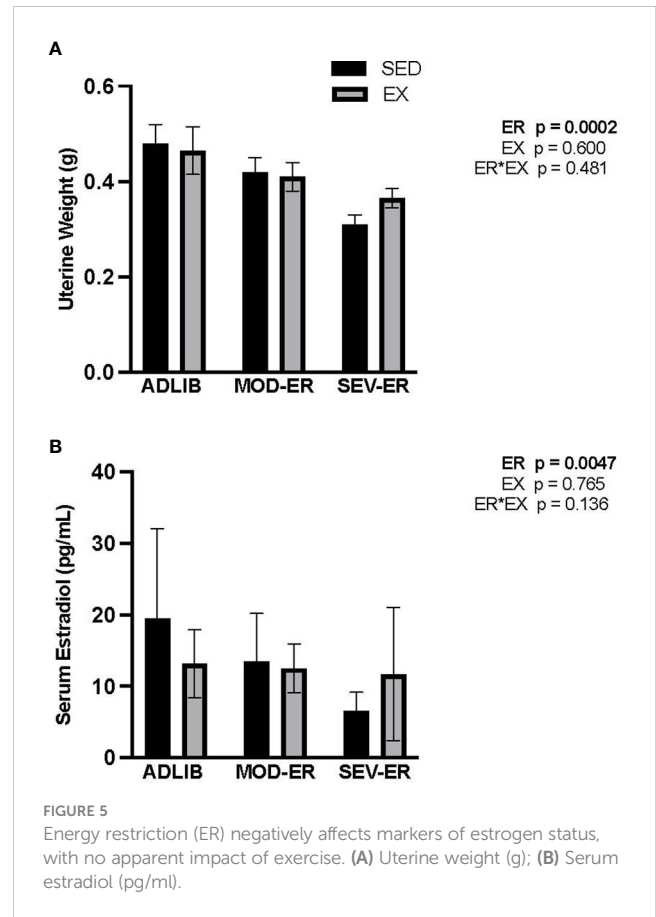 A
SED
EX
ER p = 0.0002
EX p = 0.600
ER*EX p = 0.481
Uterine Weight (g)
0.6
0.4
0.2
0.0
ADLIB MOD-ER SEV-ER
B
ER p = 0.0047
EX p = 0.765
ER*EX p = 0.136
Serum Estradiol (pg/mL)
40
30
20
10
0
ADLIB MOD-ER SEV-ER
FIGURE 5
Energy restriction (ER) negatively affects markers of estrogen status,
with no apparent impact of exercise. (A) Uterine weight (g); (B) Serum
estradiol (pg/ml).